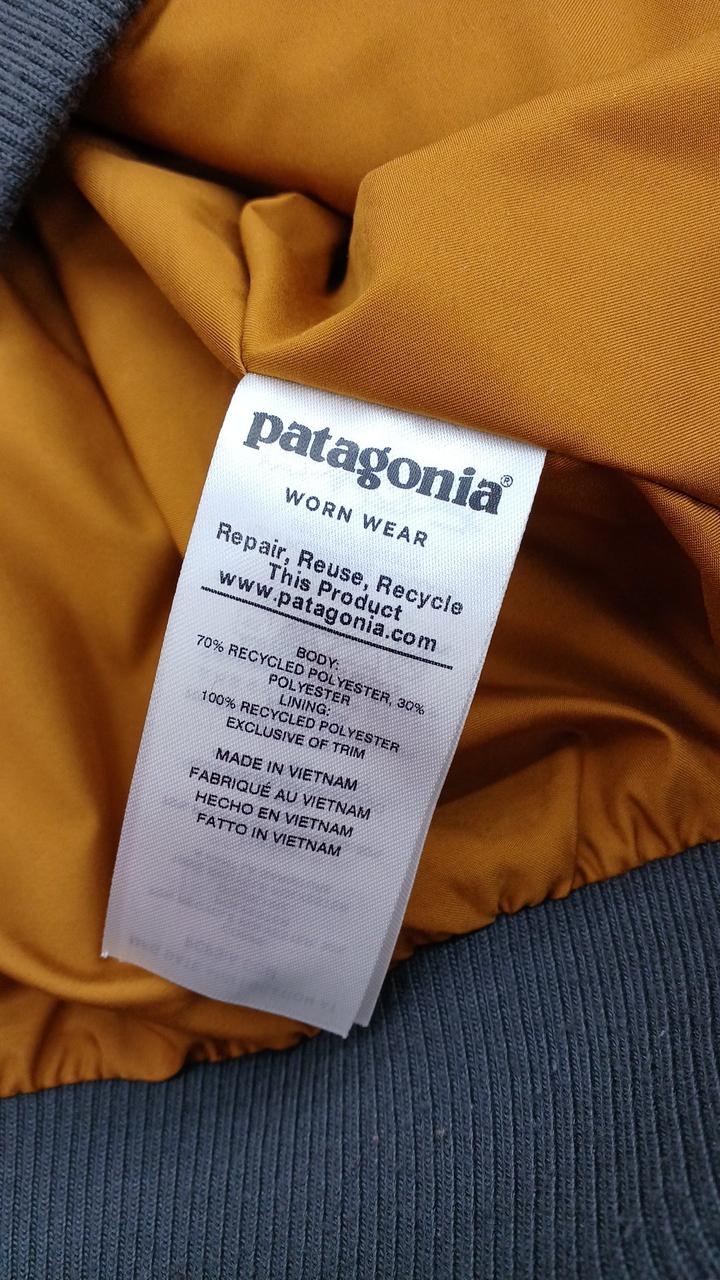 patagonia®
WORN WEAR
Repair, Reuse, Recycle
This Product
www.patagonia.com
BODY:
70% RECYCLED POLYESTER, 30%
POLYESTER
LINING:
100% RECYCLED POLYESTER
EXCLUSIVE OF TRIM
MADE IN VIETNAM
FABRIQUÉ AU VIETNAM
HECHO EN VIETNAM
FATTO IN VIETNAM